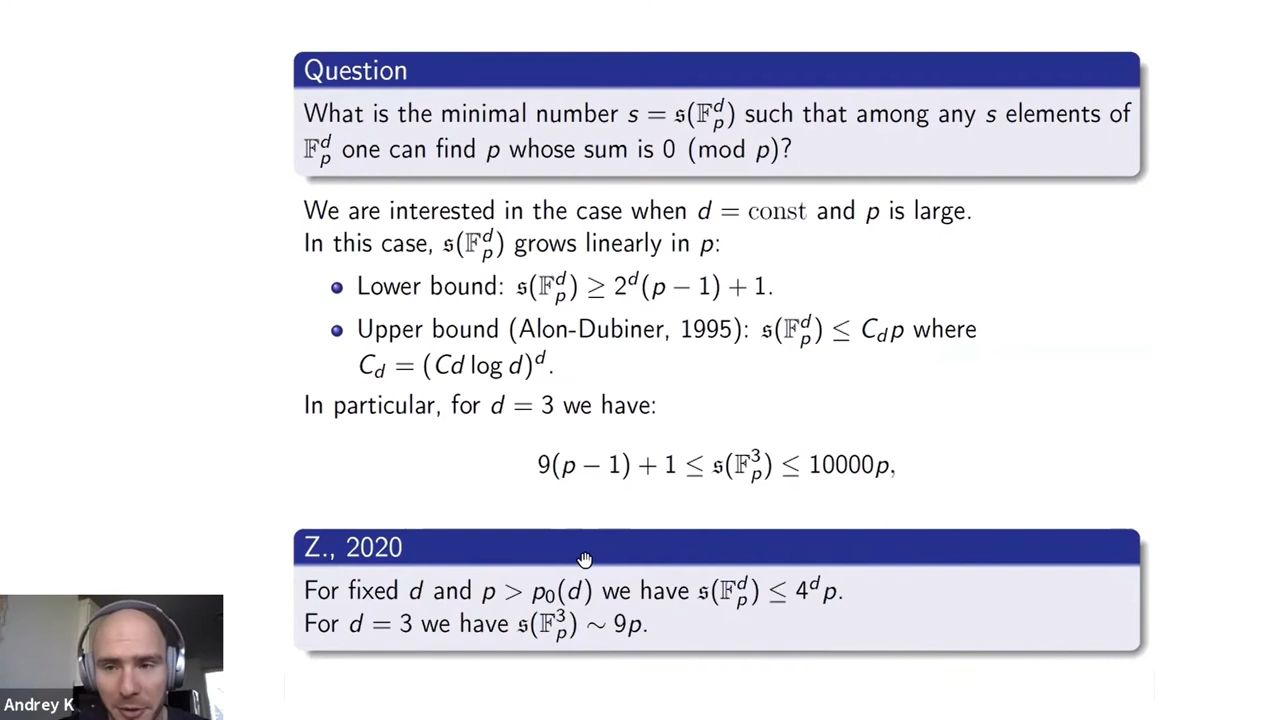 Question
What is the minimal number s = 𝔰(𝔽_p^d) such that among any s elements of
𝔽_p^d one can find p whose sum is 0 (mod p)?
We are interested in the case when d = const and p is large.
In this case, 𝔰(𝔽_p^d) grows linearly in p:
Lower bound: 𝔰(𝔽_p^d) ≥ 2^d(p − 1) + 1.
Upper bound (Alon-Dubiner, 1995): 𝔰(𝔽_p^d) ≤ C_d p where
C_d = (Cd log d)^d.
In particular, for d = 3 we have:
9(p − 1) + 1 ≤ 𝔰(𝔽_p^3) ≤ 10000p,
Z., 2020
For fixed d and p > p_0(d) we have 𝔰(𝔽_p^d) ≤ 4^d p.
For d = 3 we have 𝔰(𝔽_p^3) ∼ 9p.
Andrey K